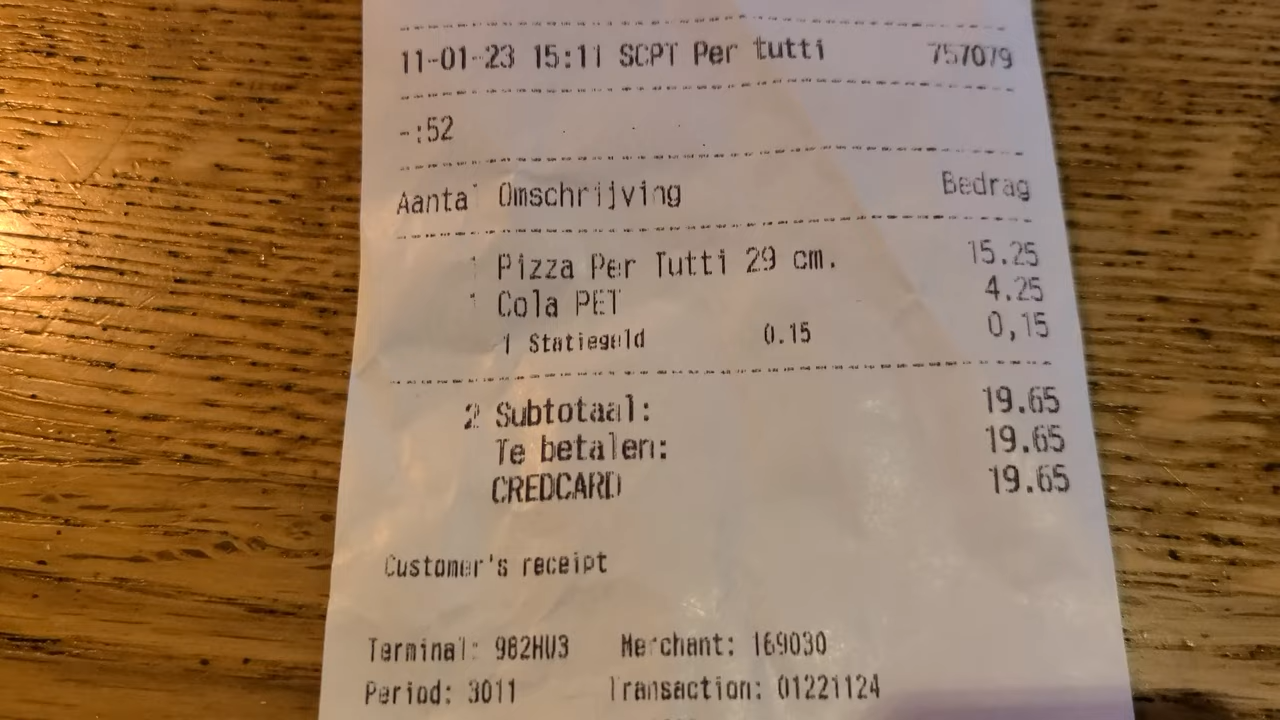 11-01-23 15:11 SCPT Per tutti 757079
-:52
Aantal Omschrijving Bedrag
1 Pizza Per Tutti 29 cm. 15.25
1 Cola PET 4.25
1 Statiegeld 0.15 0,15
2 Subtotaal: 19.65
Te betalen: 19.65
CREDCARD 19.65
Customer's receipt
Terminal: 982HU3 Merchant: 169030
Period: 3011 Transaction: 01221124